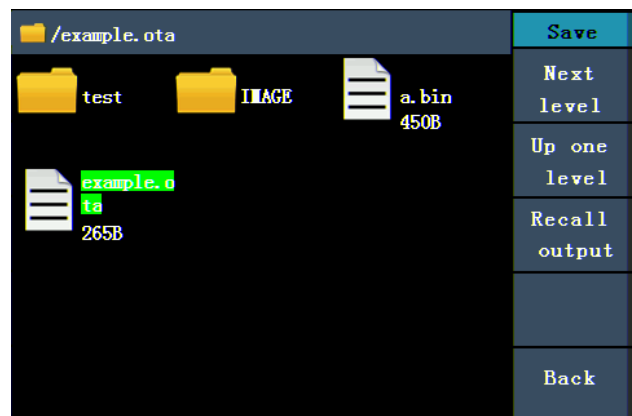 /example.ota
test
IMAGE
a.bin
450B
example.o
ta
265B
Save
Next
level
Up one
level
Recall
output
Back